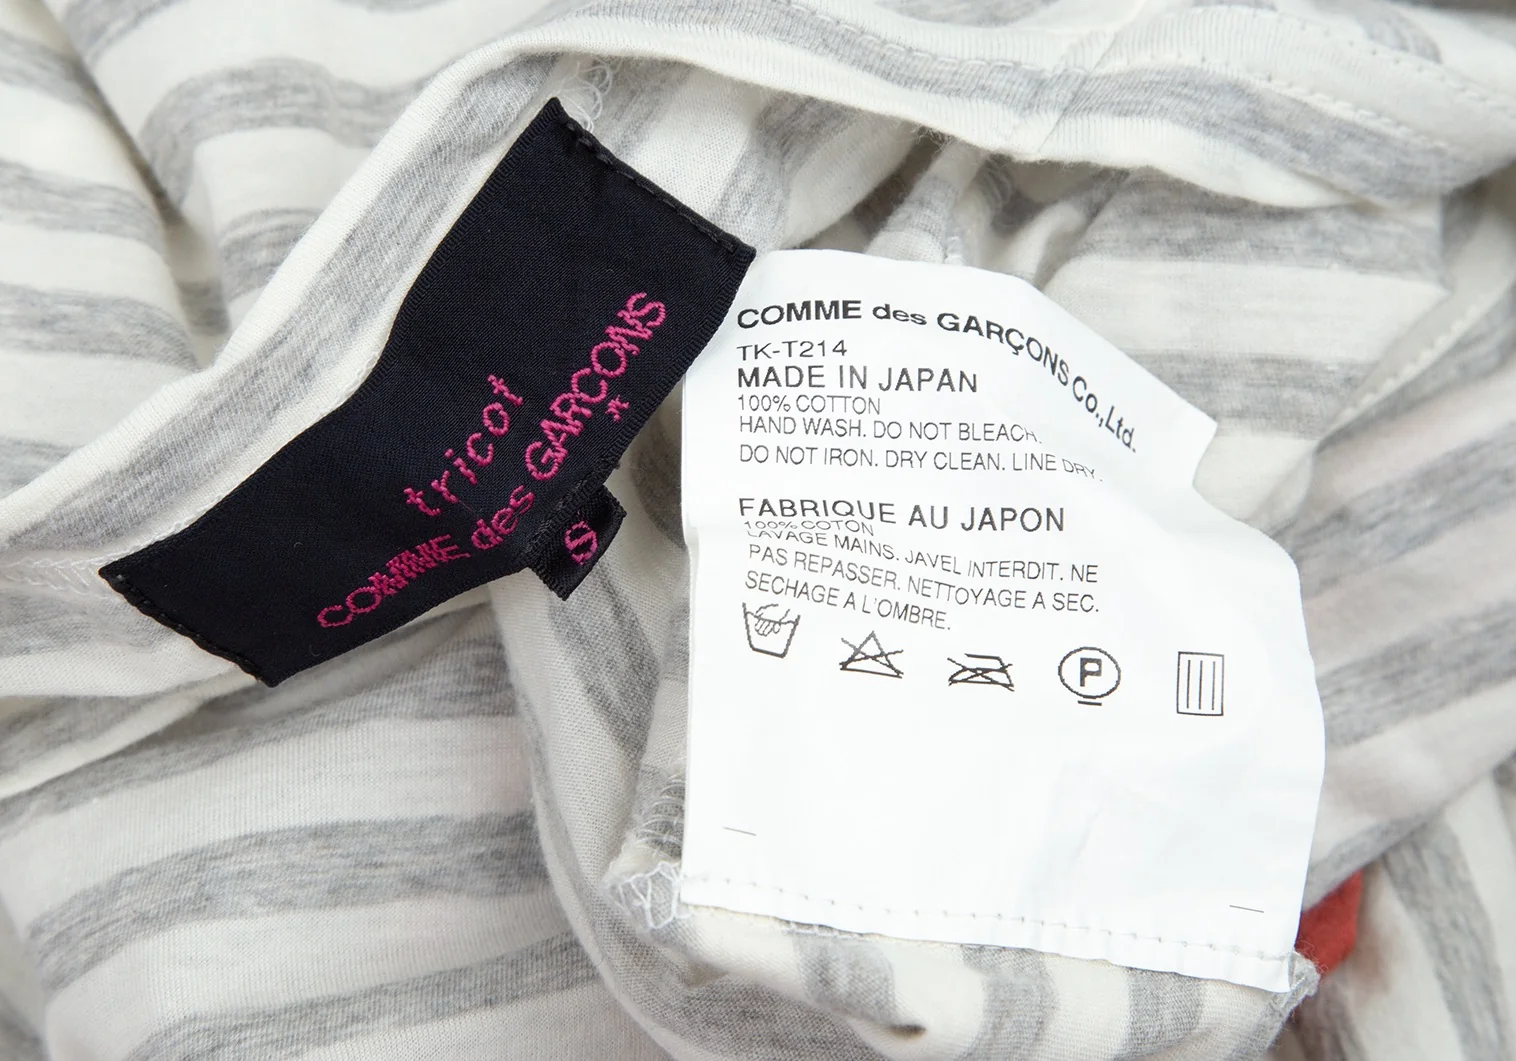 tricot
COMME des GARCONS
S
COMME des GARÇONS Co.,Ltd.
TK-T214
MADE IN JAPAN
100% COTTON
HAND WASH. DO NOT BLEACH.
DO NOT IRON. DRY CLEAN. LINE DRY.
FABRIQUE AU JAPON
100% COTON
LAVAGE MAINS. JAVEL INTERDIT. NE
PAS REPASSER. NETTOYAGE A SEC.
SECHAGE A L'OMBRE.
P